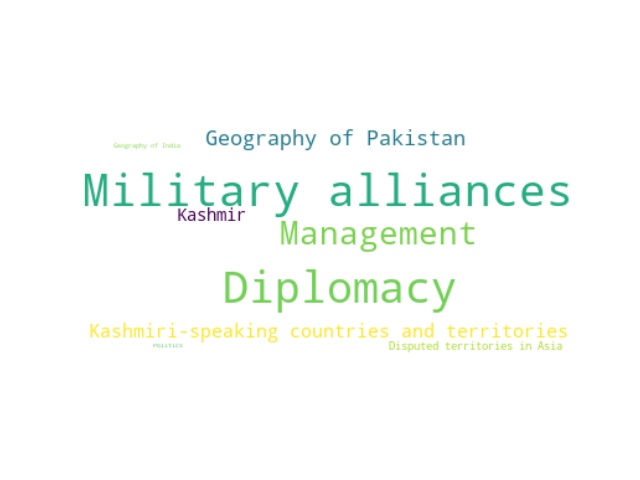 Geography of Pakistan
Geography of India
Military alliances
Kashmir
Management
Diplomacy
Kashmiri-speaking countries and territories
Politics
Disputed territories in Asia